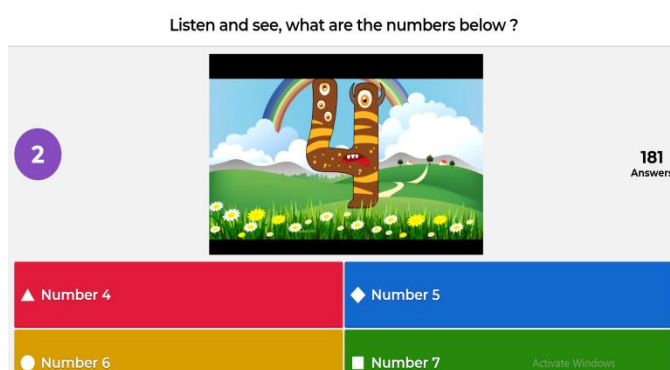 Listen and see, what are the numbers below ?
4
2
181
Answers
Number 4
Number 5
Number 6
Number 7
Activate Windows